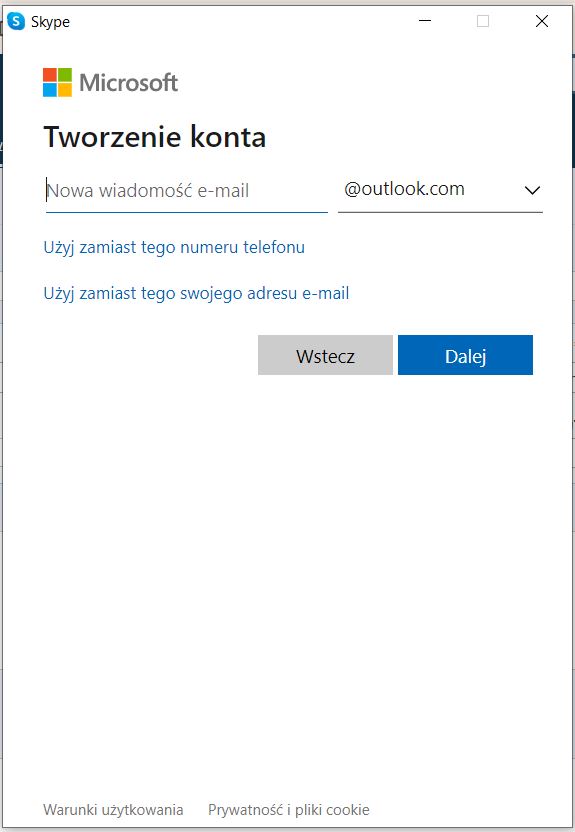 Skype
Microsoft
Tworzenie konta
Nowa wiadomość e-mail @outlook.com
Użyj zamiast tego numeru telefonu
Użyj zamiast tego swojego adresu e-mail
Wstecz Dalej
Warunki użytkowania Prywatność i pliki cookie